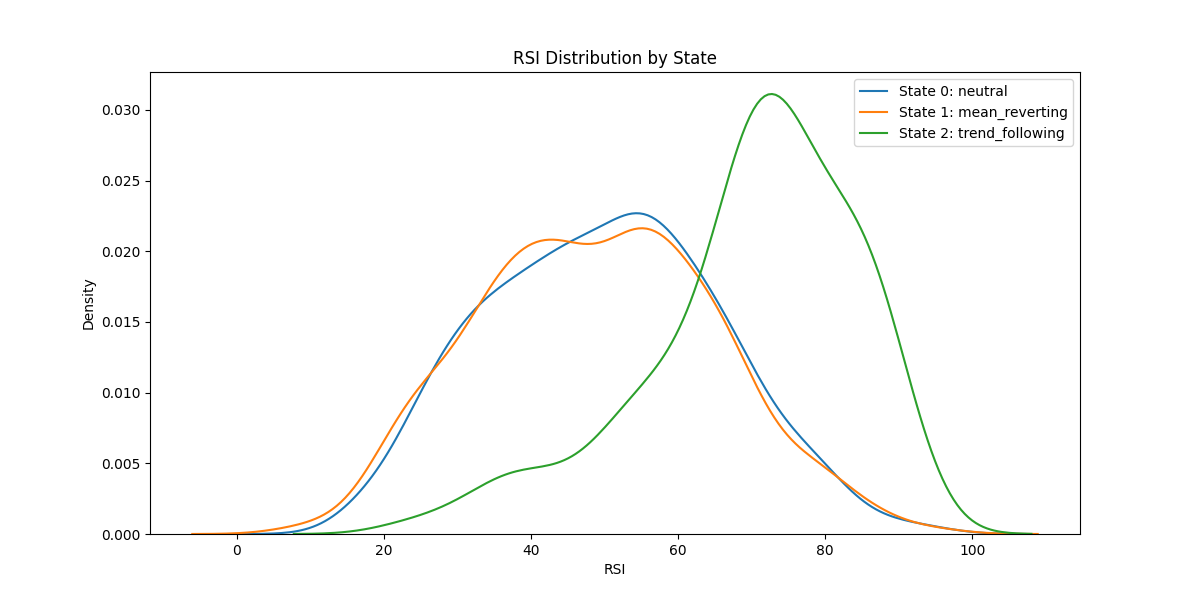 RSI Distribution by State
State 0: neutral
State 1: mean_reverting
State 2: trend_following
Density
0.030
0.025
0.020
0.015
0.010
0.005
0.000
0 20 40 60 80 100
RSI